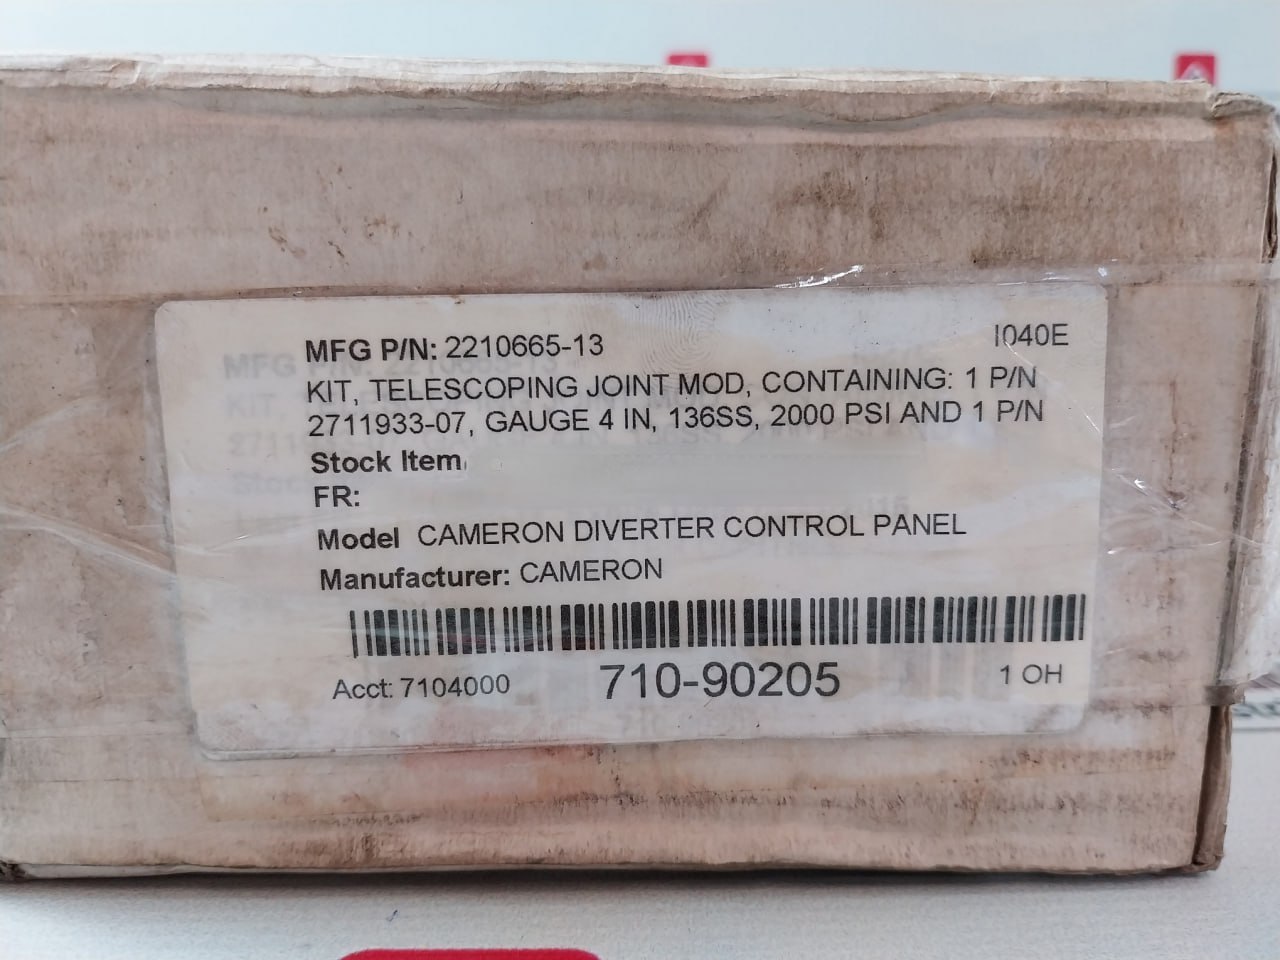 MFG P/N: 2210665-13
I040E
KIT, TELESCOPING JOINT MOD, CONTAINING: 1 P/N
2711933-07, GAUGE 4 IN, 136SS, 2000 PSI AND 1 P/N
Stock Item
FR:
Model CAMERON DIVERTER CONTROL PANEL
Manufacturer: CAMERON
Acct: 7104000
710-90205
1 OH